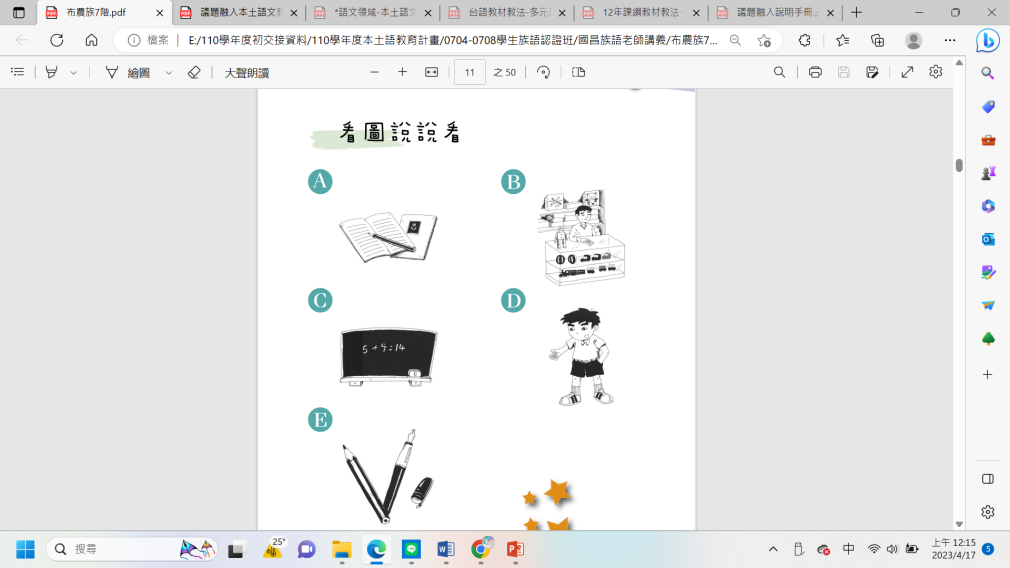 布農族7階.pdf
議題融入本土語文教
*語文領域-本土語文
台語教材教法-多元
12年課綱教材教法-
議題融入說明手冊.p
檔案
E:/110學年度初交接資料/110學年度本土語教育計畫/0704-0708學生族語認證班/國昌族語老師講義/布農族7...
繪圖
大聲朗讀
11
之 50
看圖說說看
A
B
C
5+9=14
D
E
搜尋
25°
中
上午 12:15
2023/4/17
5